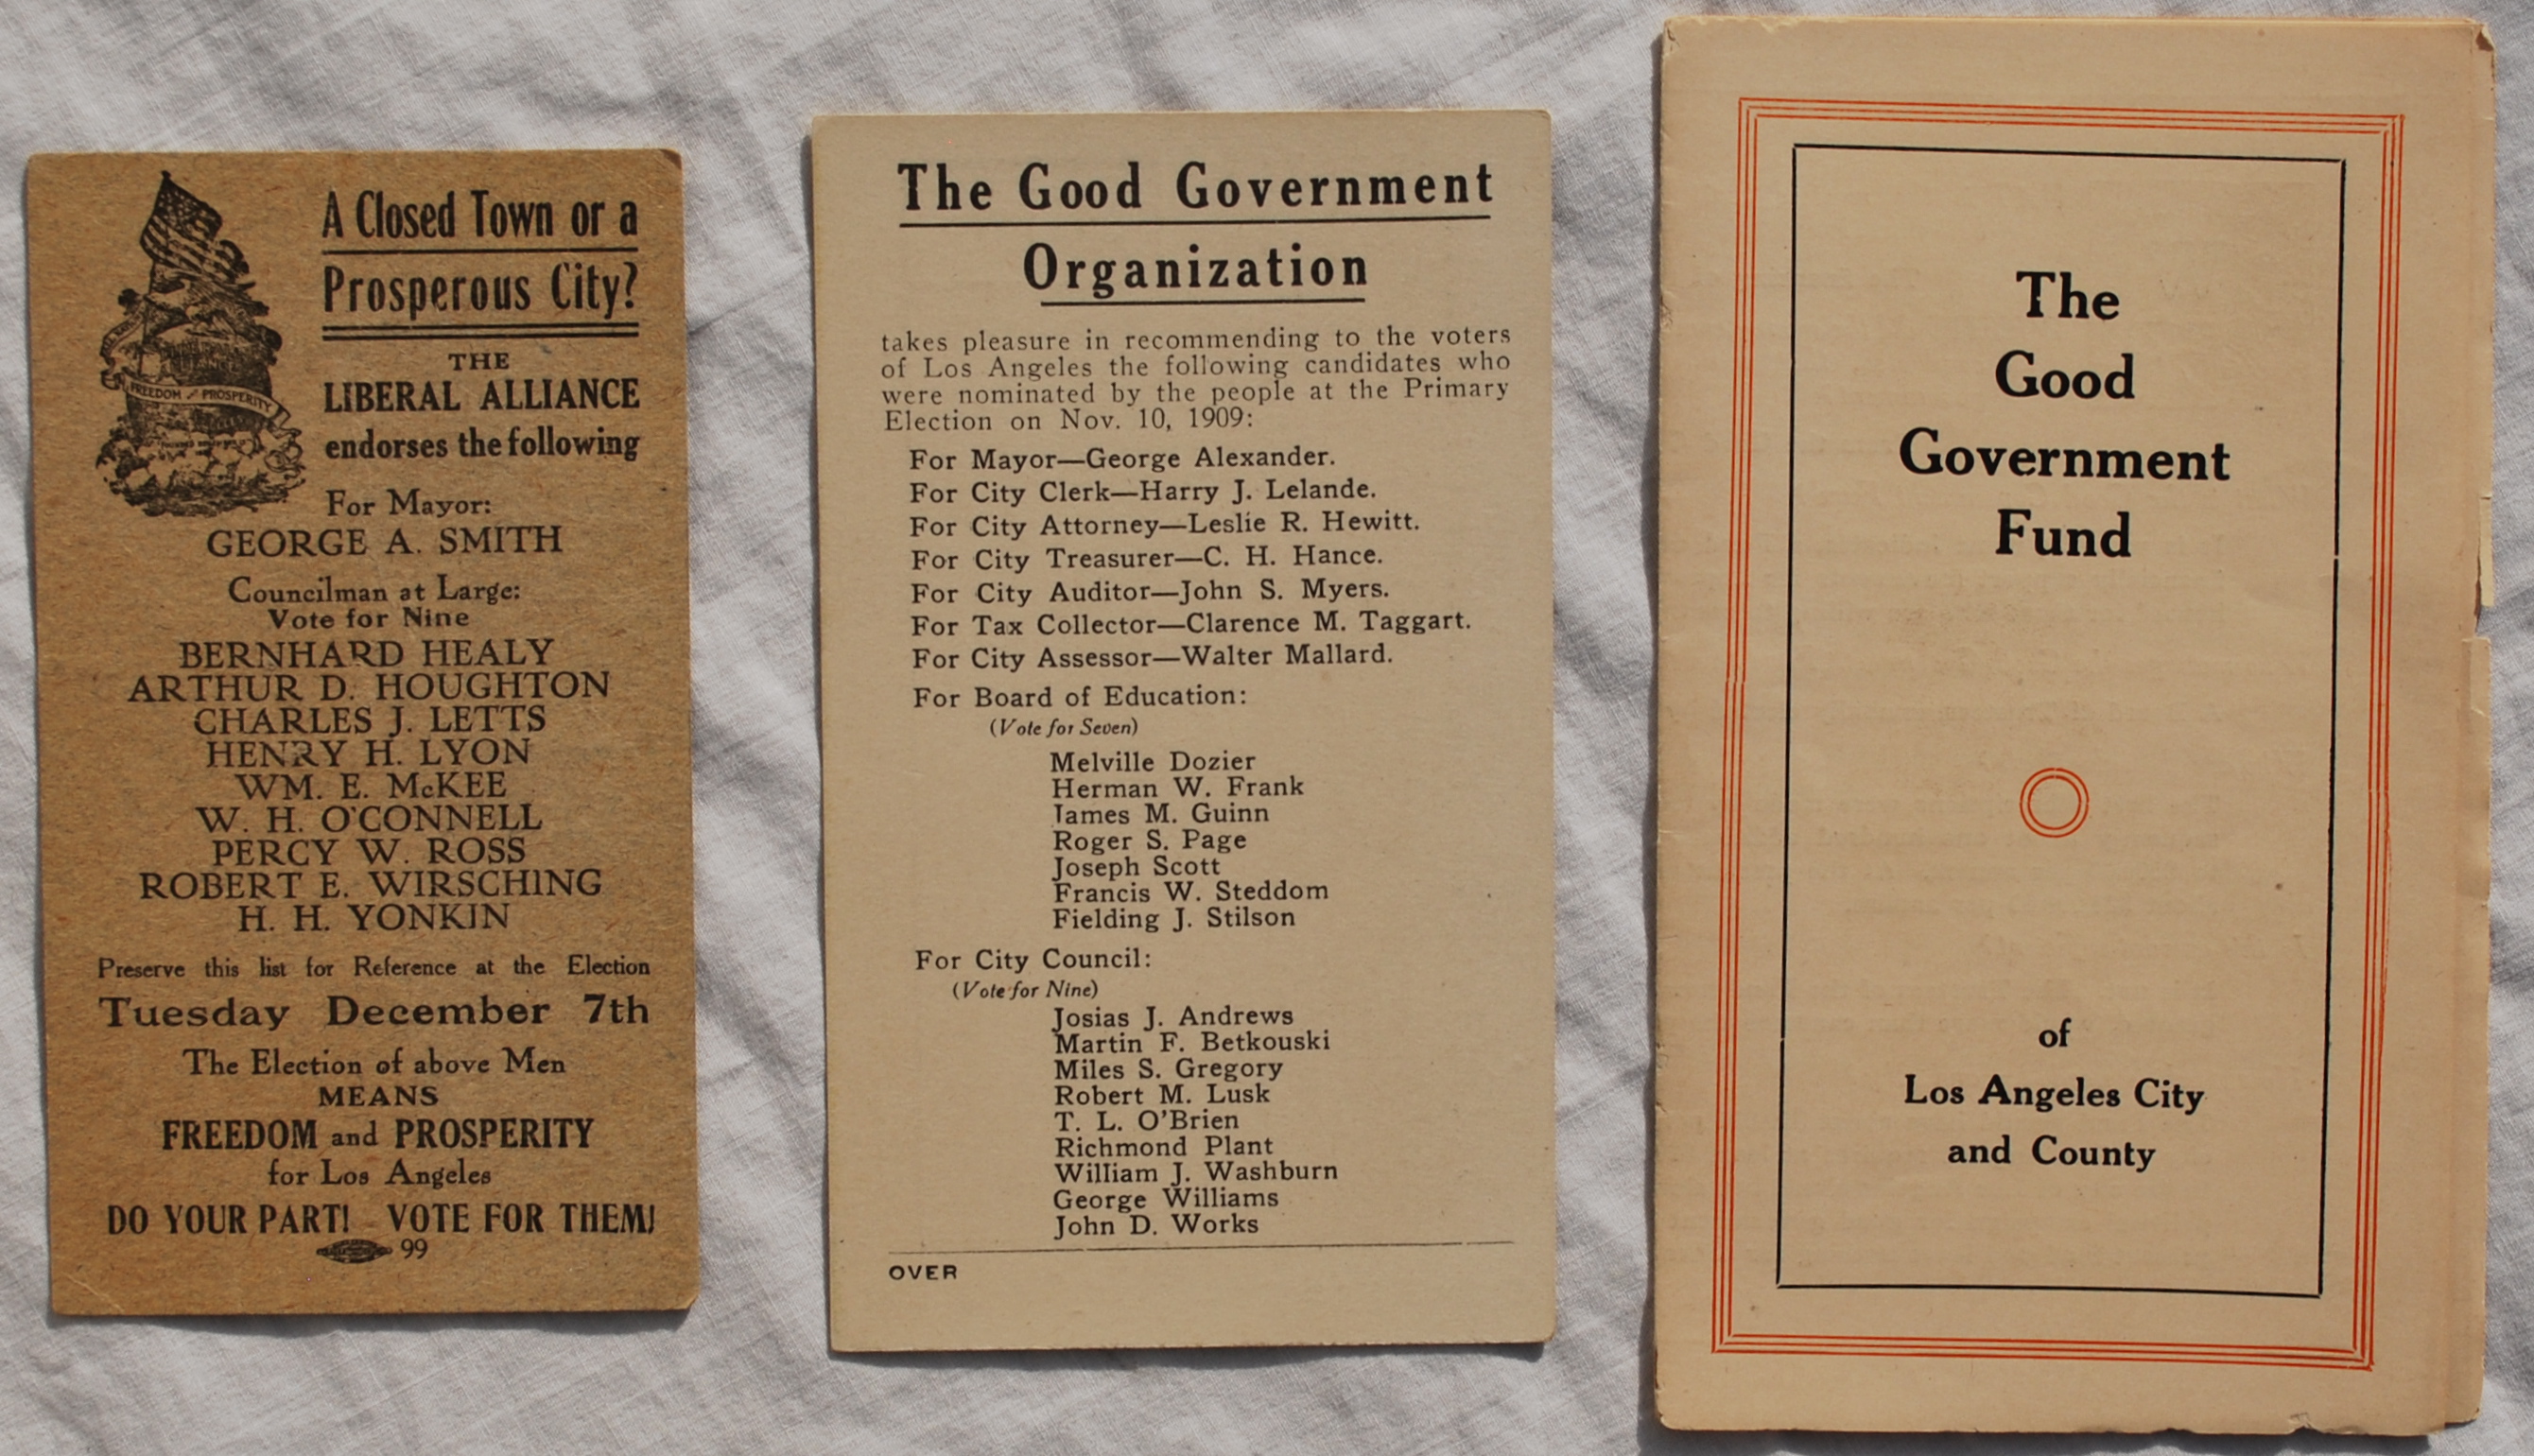 A Closed Town or a
Prosperous City?
FREEDOM and PROSPERITY
THE
LIBERAL ALLIANCE
endorses the following
For Mayor:
GEORGE A. SMITH
Councilman at Large:
Vote for Nine
BERNHARD HEALY
ARTHUR D. HOUGHTON
CHARLES J. LETTS
HENRY H. LYON
WM. E. McKEE
W. H. O'CONNELL
PERCY W. ROSS
ROBERT E. WIRSCHING
H. H. YONKIN
Preserve this list for Reference at the Election
Tuesday December 7th
The Election of above Men
MEANS
FREEDOM and PROSPERITY
for Los Angeles
DO YOUR PART! VOTE FOR THEM!
99
The Good Government
Organization
takes pleasure in recommending to the voters
of Los Angeles the following candidates who
were nominated by the people at the Primary
Election on Nov. 10, 1909:
For Mayor—George Alexander.
For City Clerk—Harry J. Lelande.
For City Attorney—Leslie R. Hewitt.
For City Treasurer—C. H. Hance.
For City Auditor—John S. Myers.
For Tax Collector—Clarence M. Taggart.
For City Assessor—Walter Mallard.
For Board of Education:
(Vote for Seven)
Melville Dozier
Herman W. Frank
James M. Guinn
Roger S. Page
Joseph Scott
Francis W. Steddom
Fielding J. Stilson
For City Council:
(Vote for Nine)
Josias J. Andrews
Martin F. Betkouski
Miles S. Gregory
Robert M. Lusk
T. L. O'Brien
Richmond Plant
William J. Washburn
George Williams
John D. Works
OVER
The
Good
Government
Fund
of
Los Angeles City
and County